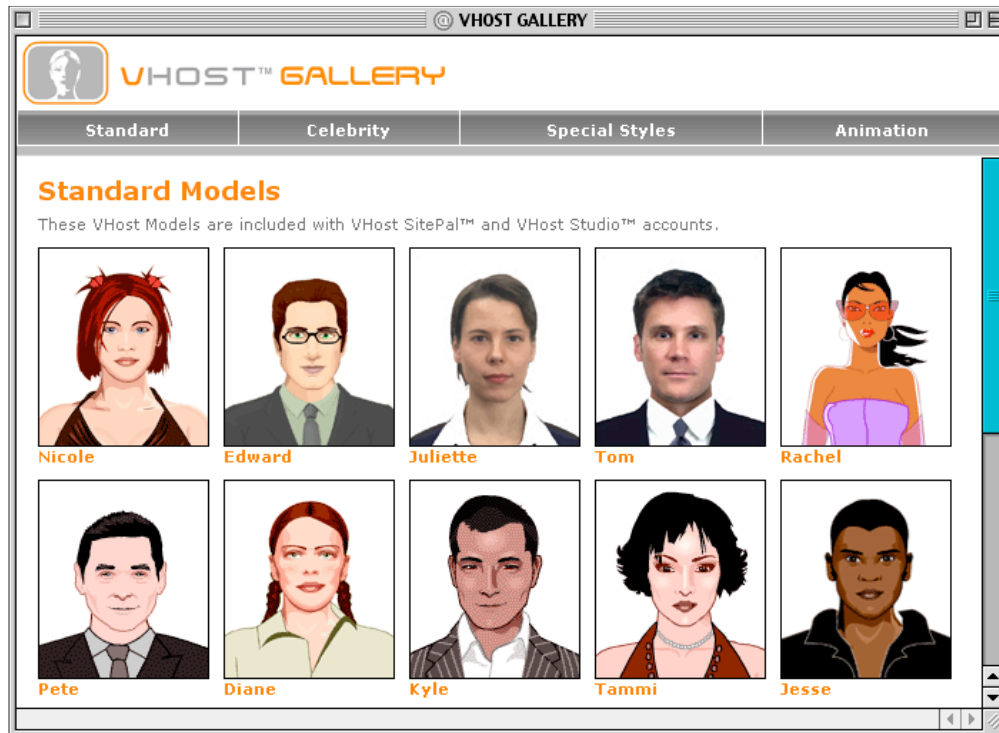 @ VHOST GALLERY
VHOST™ GALLERY
Standard Celebrity Special Styles Animation
Standard Models
These VHost Models are included with VHost SitePal™ and VHost Studio™ accounts.
Nicole Edward Juliette Tom Rachel
Pete Diane Kyle Tammi Jesse